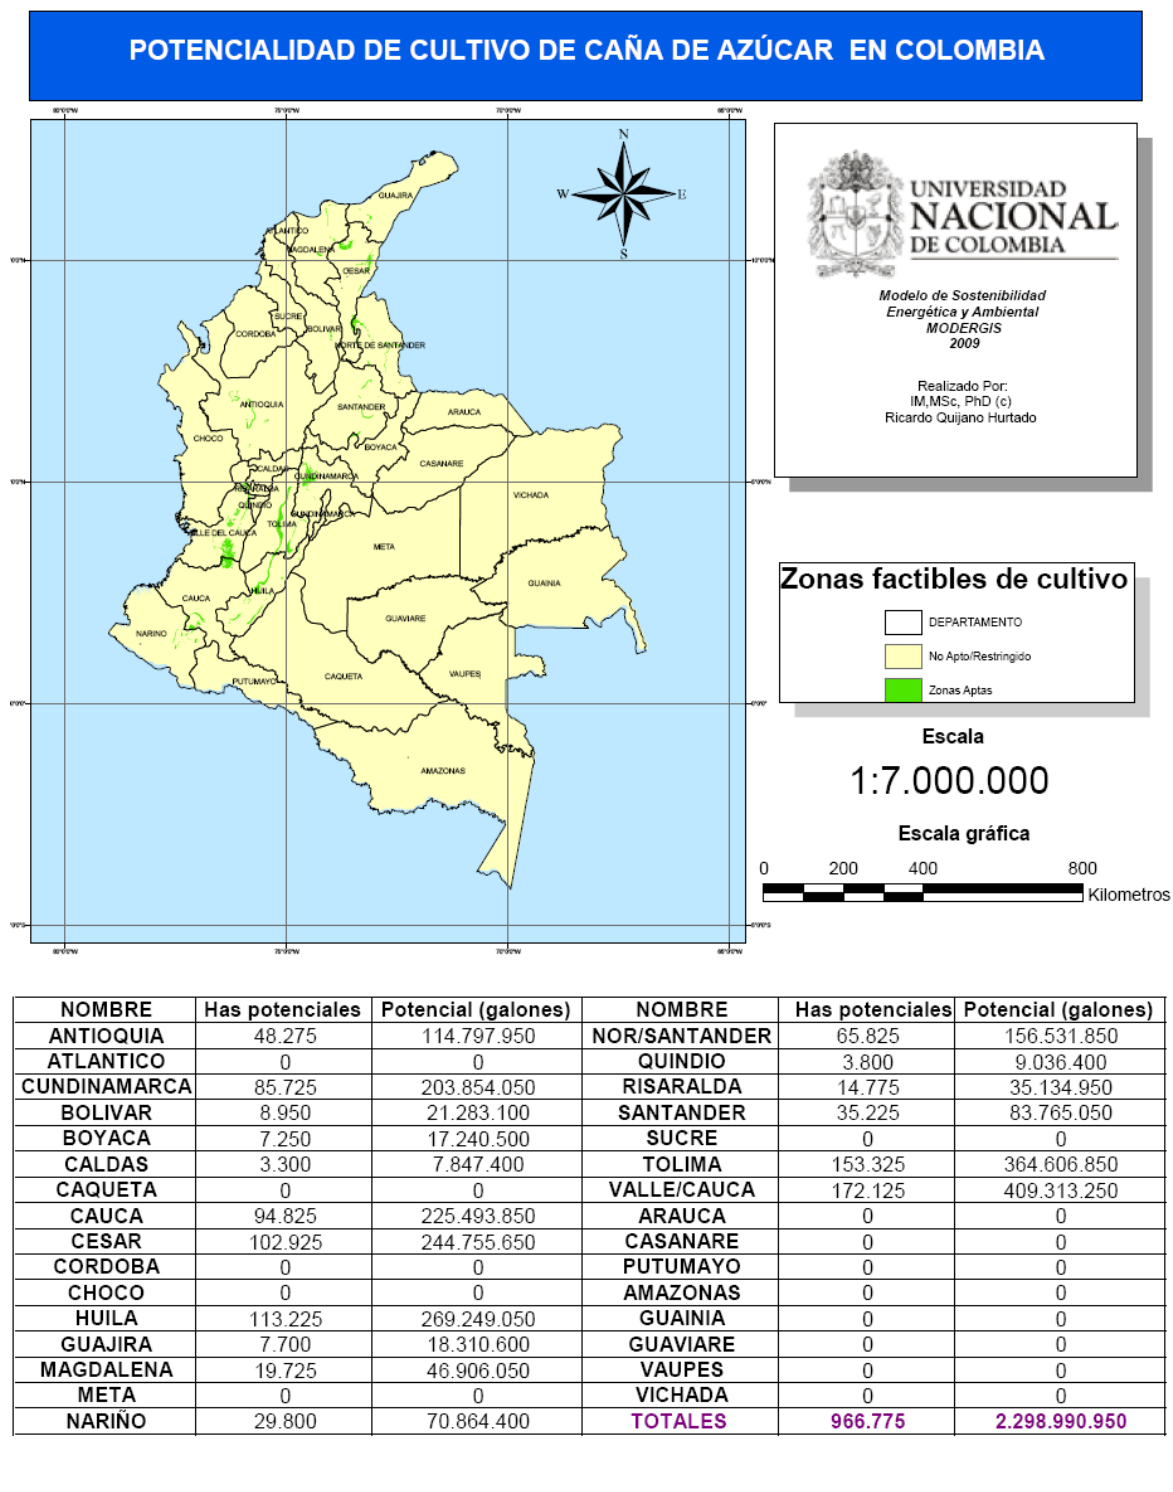 POTENCIALIDAD DE CULTIVO DE CAÑA DE AZÚCAR EN COLOMBIA
N
W E
S
GUAJIRA
MAGDALENA
CESAR
SUCRE
BOLIVAR
CORDOBA
NORTE DE SANTANDER
ANTIOQUIA
SANTANDER
ARAUCA
CHOCO
BOYACA
CASANARE
CALDAS
CUNDINAMARCA
VICHADA
RISARALDA
QUINDIO
CUNDINAMARCA
TOLIMA
VALLE DEL CAUCA
META
GUAINIA
HUILA
CAUCA
GUAVIARE
NARINO
VAUPES
CAQUETA
PUTUMAYO
AMAZONAS
UNIVERSIDAD
NACIONAL
DE COLOMBIA
Modelo de Sostenibilidad
Energética y Ambiental
MODERGIS
2009
Realizado Por:
IM,MSc, PhD (c)
Ricardo Quijano Hurtado
Zonas factibles de cultivo
DEPARTAMENTO
No Apto/Restringido
Zonas Aptas
Escala
1:7.000.000
Escala gráfica
0 200 400 800
Kilometros
NOMBRE Has potenciales Potencial (galones) NOMBRE Has potenciales Potencial (galones)
ANTIOQUIA 48.275 114.797.950 NOR/SANTANDER 65.825 156.531.850
ATLANTICO 0 0 QUINDIO 3.800 9.036.400
CUNDINAMARCA 85.725 203.854.050 RISARALDA 14.775 35.134.950
BOLIVAR 8.950 21.283.100 SANTANDER 35.225 83.765.050
BOYACA 7.250 17.240.500 SUCRE 0 0
CALDAS 3.300 7.847.400 TOLIMA 153.325 364.606.850
CAQUETA 0 0 VALLE/CAUCA 172.125 409.313.250
CAUCA 94.825 225.493.850 ARAUCA 0 0
CESAR 102.925 244.755.650 CASANARE 0 0
CORDOBA 0 0 PUTUMAYO 0 0
CHOCO 0 0 AMAZONAS 0 0
HUILA 113.225 269.249.050 GUAINIA 0 0
GUAJIRA 7.700 18.310.600 GUAVIARE 0 0
MAGDALENA 19.725 46.906.050 VAUPES 0 0
META 0 0 VICHADA 0 0
NARIÑO 29.800 70.864.400 TOTALES 966.775 2.298.990.950